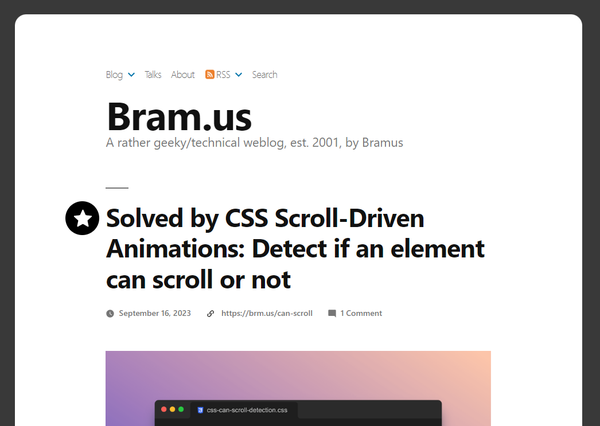 Blog Talks About RSS Search
Bram.us
A rather geeky/technical weblog, est. 2001, by Bramus
Solved by CSS Scroll-Driven
Animations: Detect if an element
can scroll or not
September 16, 2023 https://brm.us/can-scroll 1 Comment
css-can-scroll-detection.css